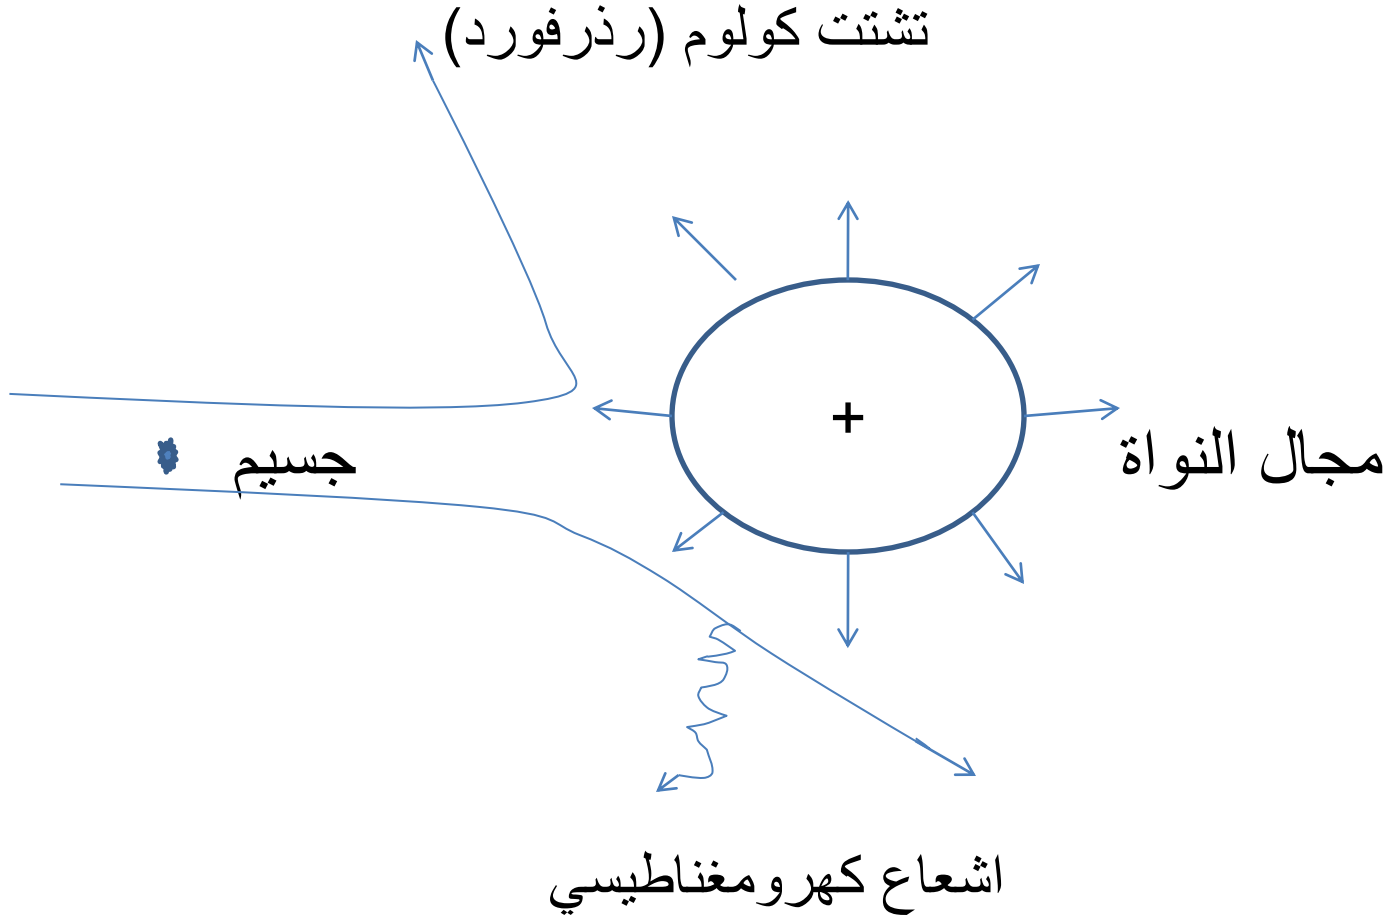 تشتت كولوم (رذرفورد)
+
مجال النواة
جسيم
اشعاع كهرومغناطيسي